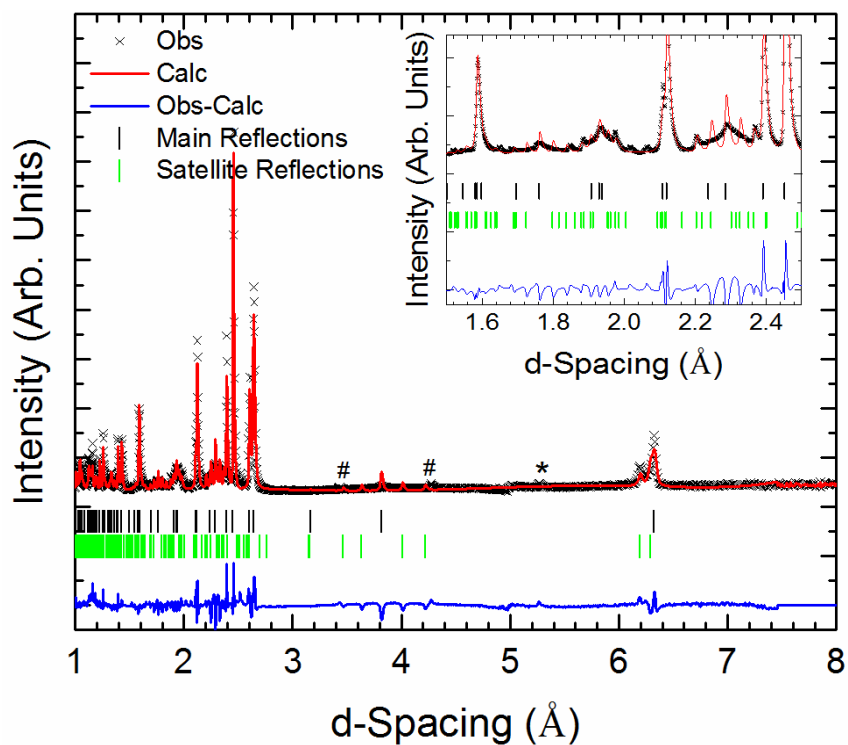 Obs
Calc
Obs-Calc
Main Reflections
Satellite Reflections
Intensity (Arb. Units)
# # *
1 2 3 4 5 6 7 8
d-Spacing (Å)
Intensity (Arb. Units)
1.6 1.8 2.0 2.2 2.4
d-Spacing (Å)